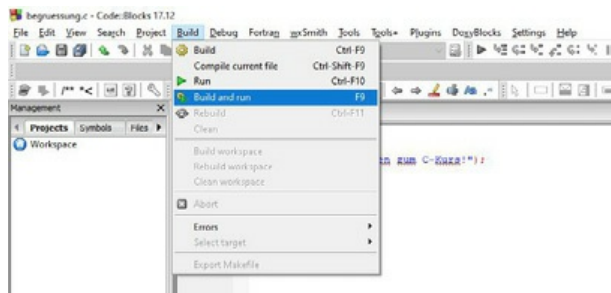 begruessung.c - Code::Blocks 17.12
File Edit View Search Project Build Debug Fortran wxSmith Tools Tools+ Plugins DoxyBlocks Settings Help
Build Ctrl-F9
Compile current file Ctrl-Shift-F9
Run Ctrl-F10
Build and run F9
Rebuild Ctrl-F11
Clean
Build workspace
Rebuild workspace
Clean workspace
Abort
Errors
Select target
Export Makefile
Management
Projects Symbols Files
Workspace
en zum C-Kurs!");